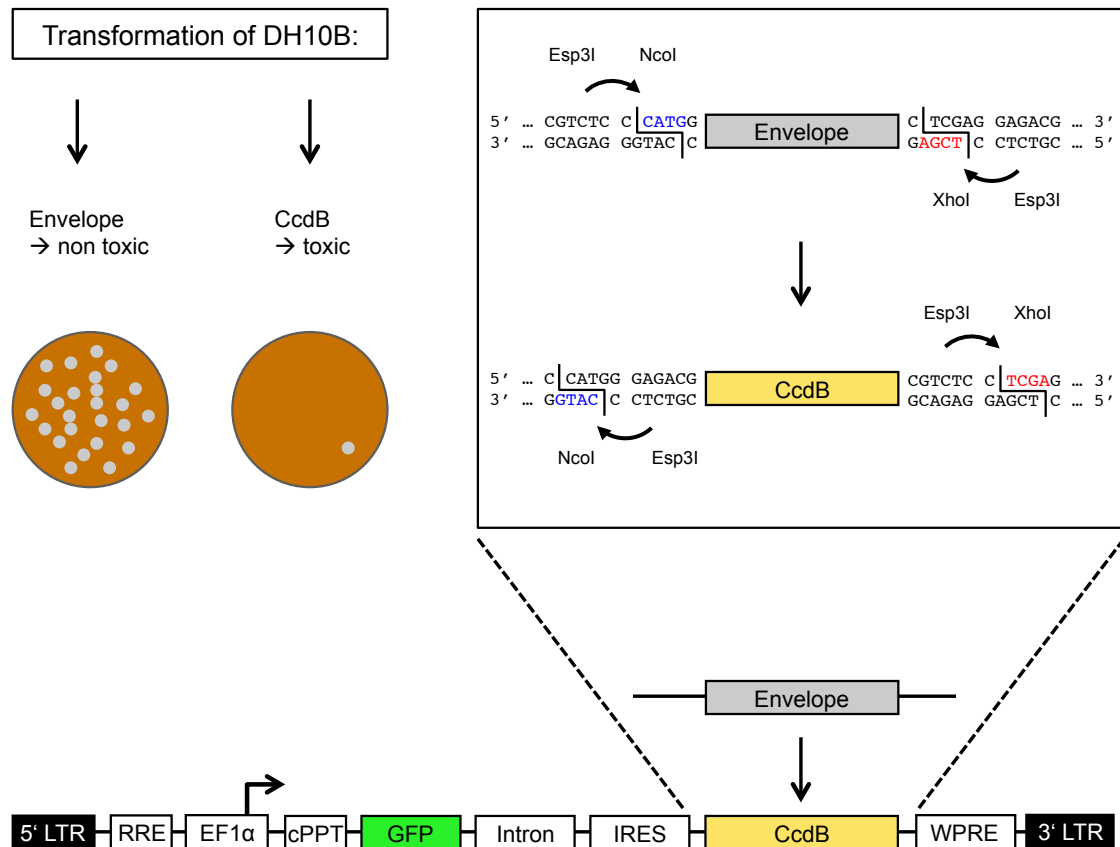 Transformation of DH10B:
Envelope
→ non toxic
CcdB
→ toxic
Esp3I NcoI
5′ … CGTCTC C CATGG Envelope C TCGAG GAGACG … 3′
3′ … GCAGAG GGTAC C GAGCT C CTCTGC … 5′
XhoI Esp3I
Esp3I XhoI
5′ … C CATGG GAGACG CcdB CGTCTC C TCGAG … 3′
3′ … GGTAC C CTCTGC GCAGAG GAGCT C … 5′
NcoI Esp3I
Envelope
5‘ LTR RRE EF1α cPPT GFP Intron IRES CcdB WPRE 3‘ LTR